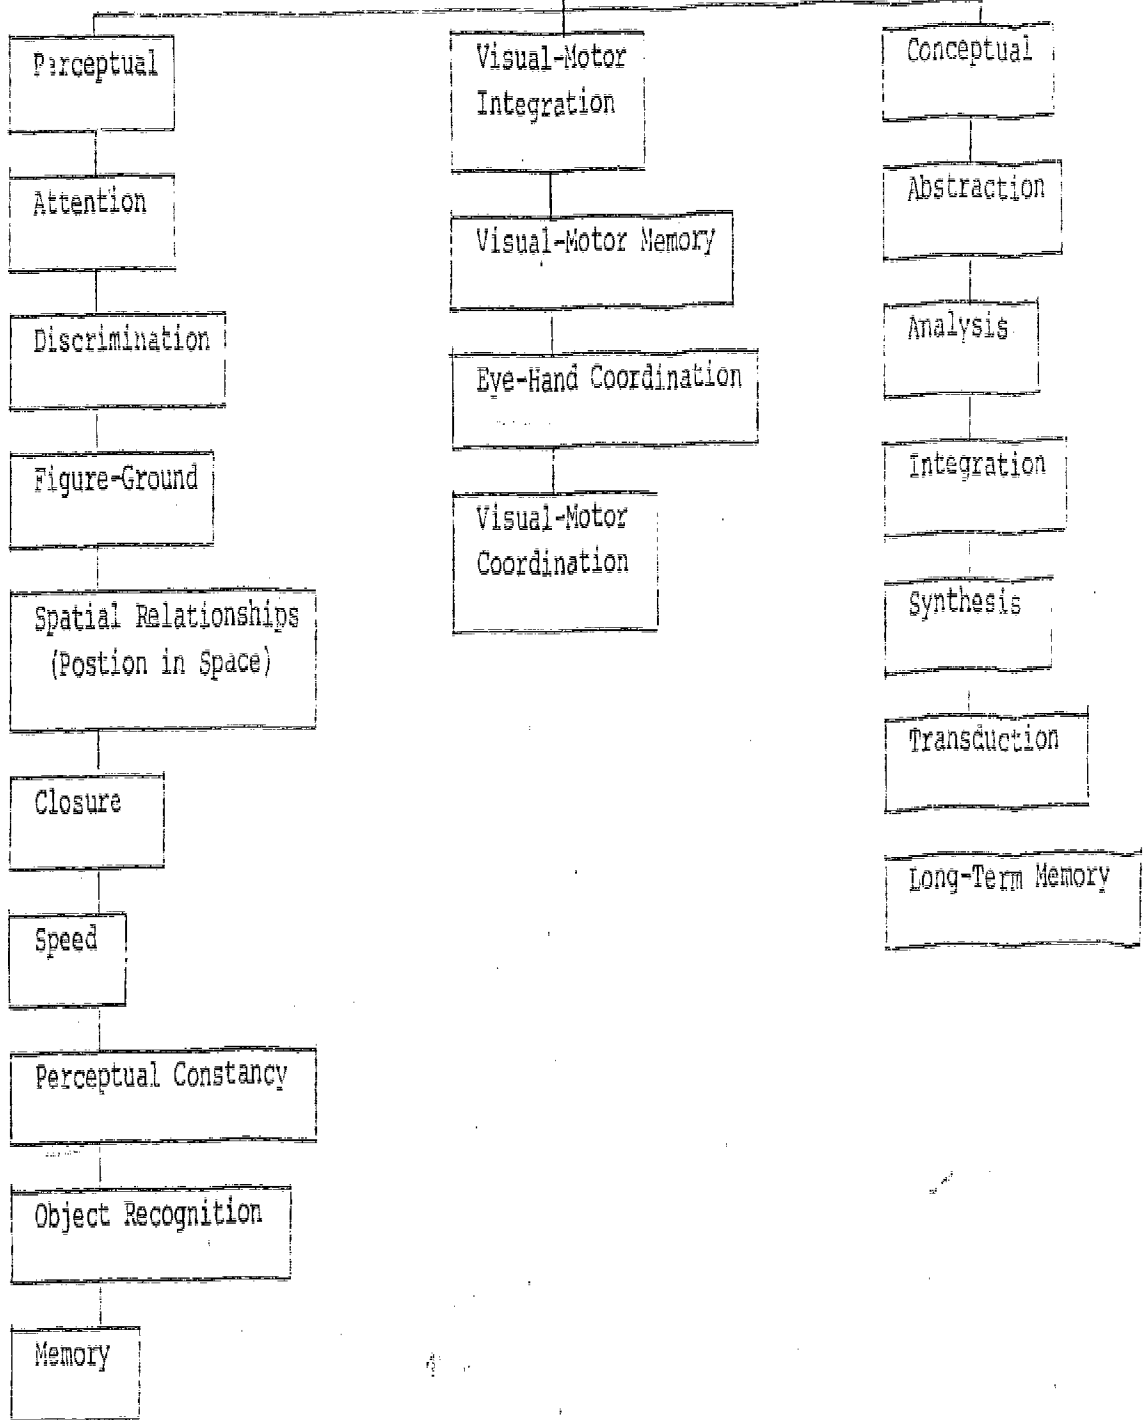 Perceptual
Attention
Discrimination
Figure-Ground
Spatial Relationships
(Postion in Space)
Closure
Speed
Perceptual Constancy
Object Recognition
Memory
Visual-Motor
Integration
Visual-Motor Memory
Eye-Hand Coordination
Visual-Motor
Coordination
Conceptual
Abstraction
Analysis
Integration
Synthesis
Transduction
Long-Term Memory